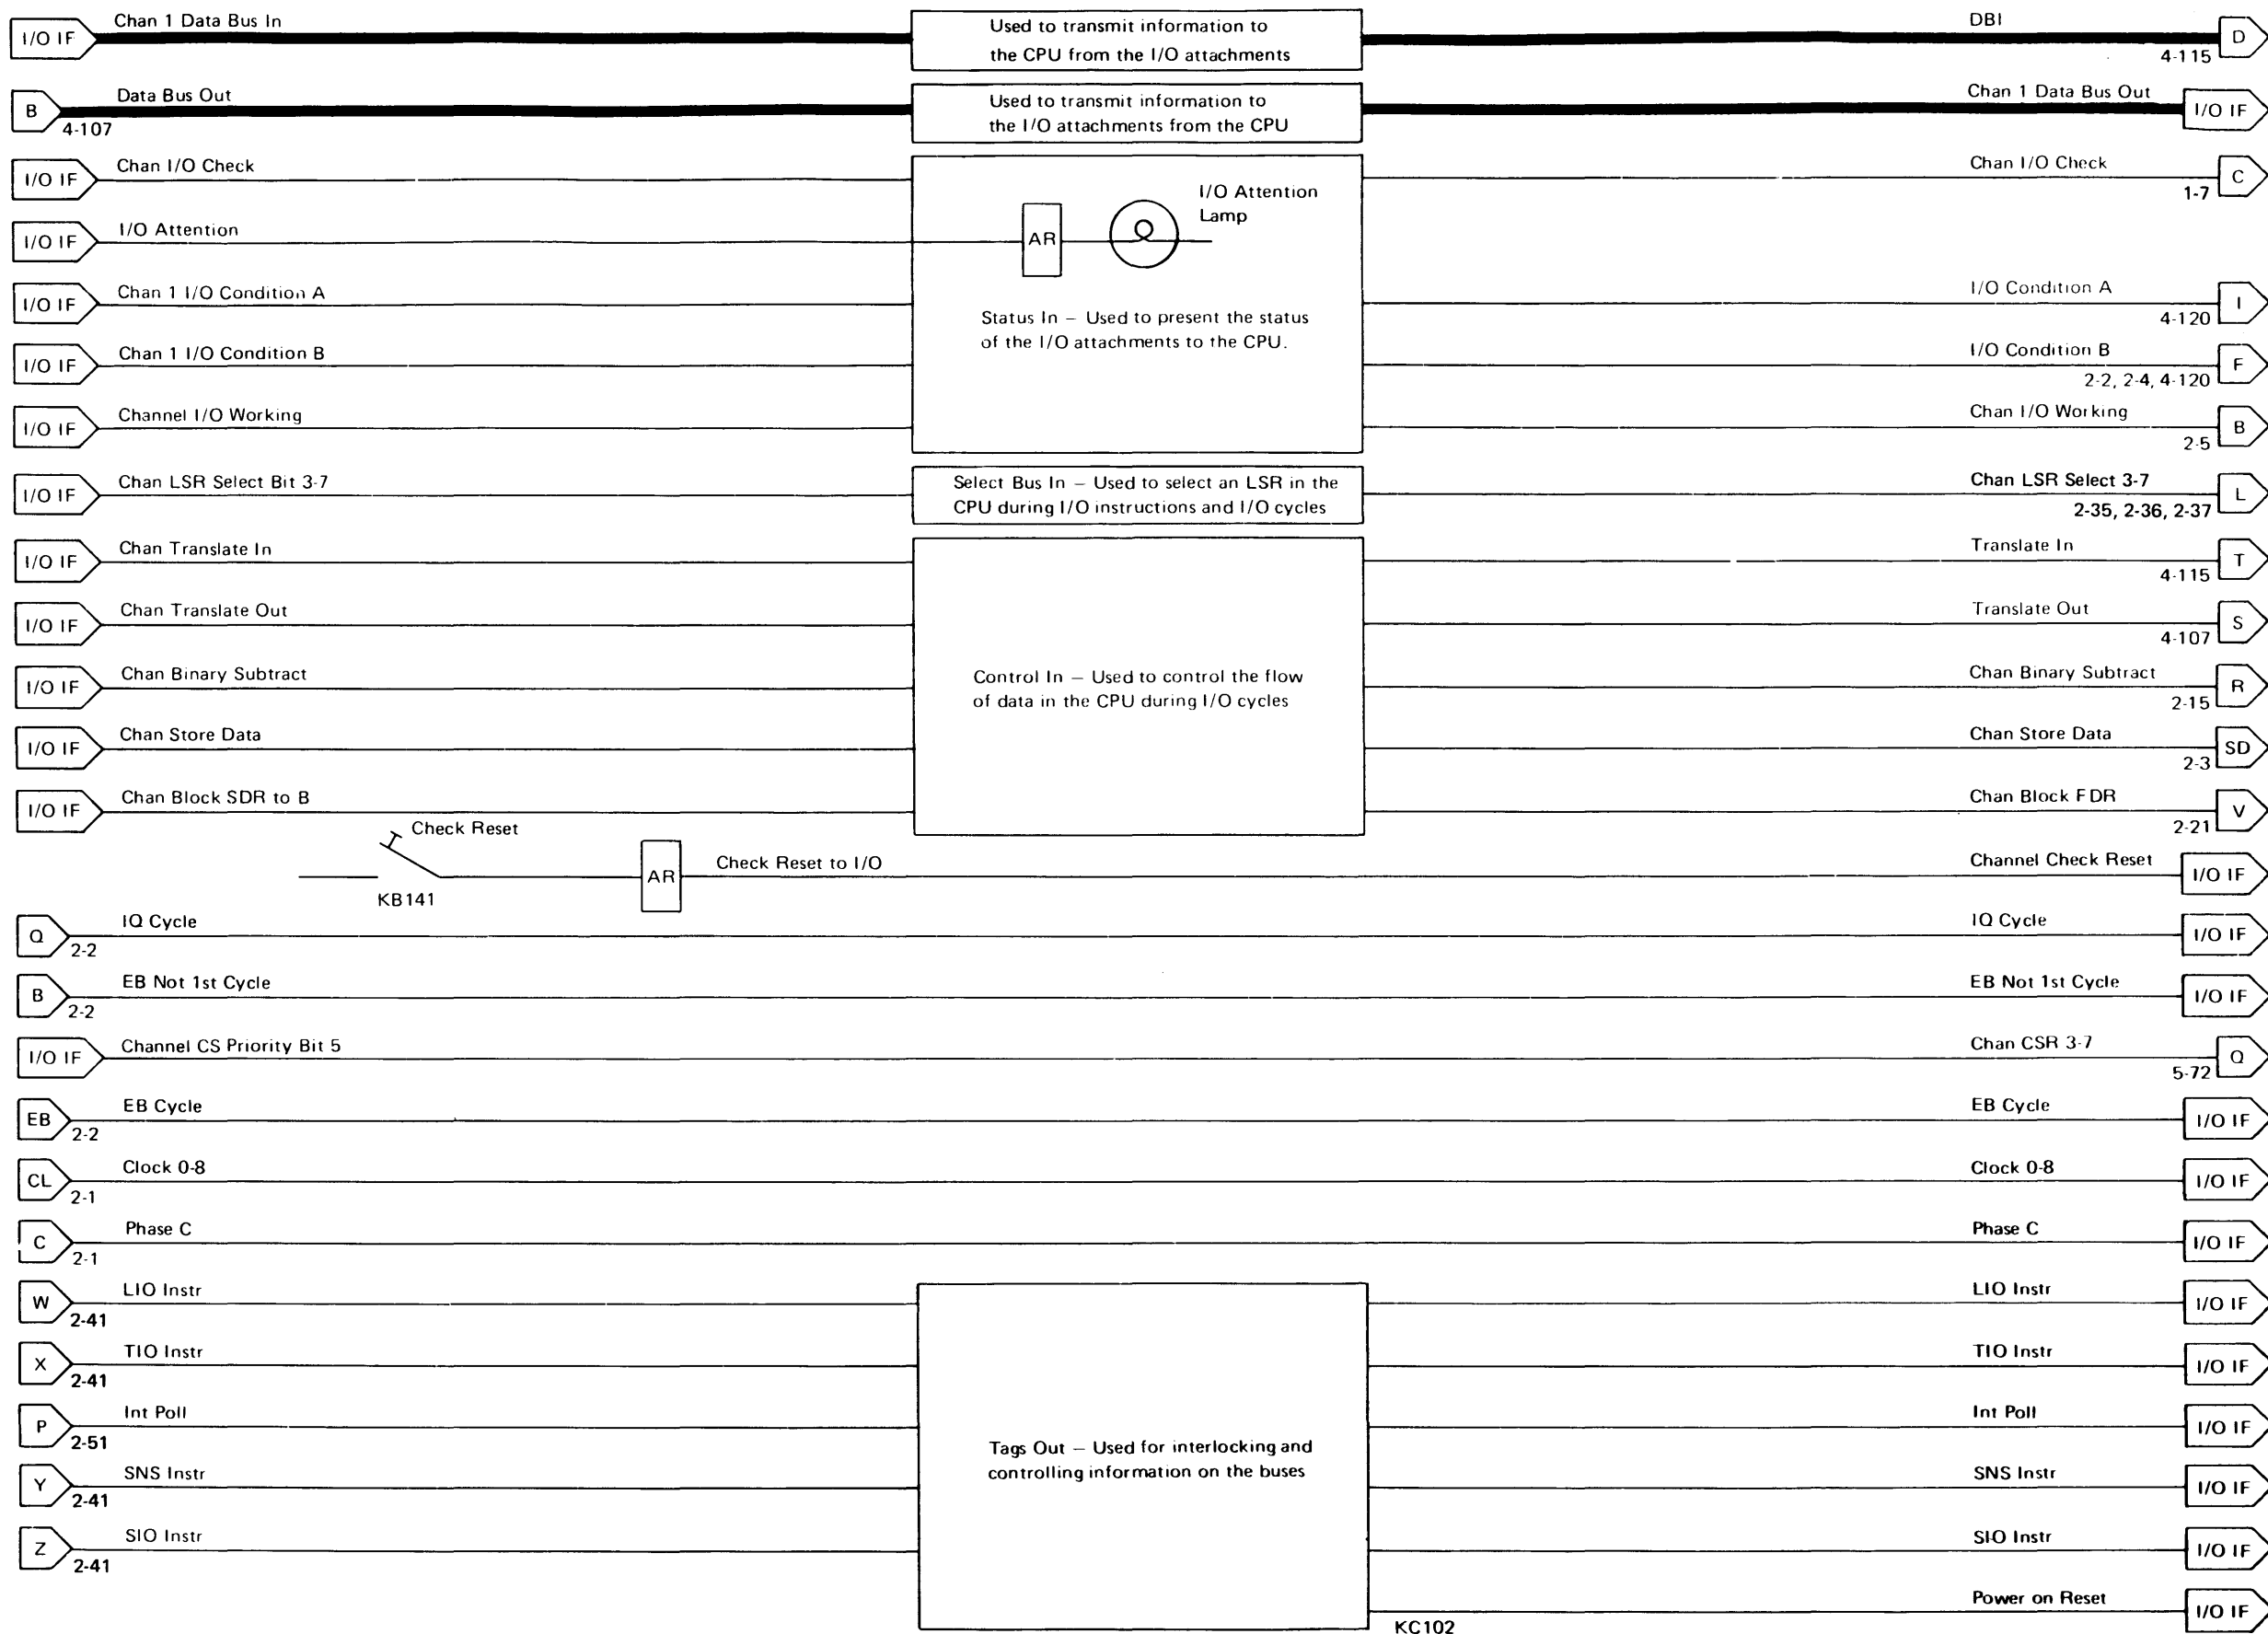 Chan 1 Data Bus In
I/O IF
Used to transmit information to
the CPU from the I/O attachments
DBI
D
4-115
Data Bus Out
B
4-107
Used to transmit information to
the I/O attachments from the CPU
Chan 1 Data Bus Out
I/O IF
Chan I/O Check
I/O IF
Chan I/O Check
C
1-7
I/O Attention
I/O IF
AR
I/O Attention
Lamp
Chan 1 I/O Condition A
I/O IF
Status In – Used to present the status
of the I/O attachments to the CPU.
I/O Condition A
I
4-120
Chan 1 I/O Condition B
I/O IF
I/O Condition B
F
2-2, 2-4, 4-120
Channel I/O Working
I/O IF
Chan I/O Working
B
2-5
Chan LSR Select Bit 3-7
I/O IF
Select Bus In – Used to select an LSR in the
CPU during I/O instructions and I/O cycles
Chan LSR Select 3-7
L
2-35, 2-36, 2-37
Chan Translate In
I/O IF
Translate In
T
4-115
Chan Translate Out
I/O IF
Translate Out
S
4-107
Chan Binary Subtract
I/O IF
Control In – Used to control the flow
of data in the CPU during I/O cycles
Chan Binary Subtract
R
2-15
Chan Store Data
I/O IF
Chan Store Data
SD
2-3
Chan Block SDR to B
I/O IF
Chan Block FDR
V
2-21
Check Reset
KB141
AR
Check Reset to I/O
Channel Check Reset
I/O IF
IQ Cycle
Q
2-2
IQ Cycle
I/O IF
EB Not 1st Cycle
B
2-2
EB Not 1st Cycle
I/O IF
Channel CS Priority Bit 5
I/O IF
Chan CSR 3-7
Q
5-72
EB Cycle
EB
2-2
EB Cycle
I/O IF
Clock 0-8
CL
2-1
Clock 0-8
I/O IF
Phase C
C
2-1
Phase C
I/O IF
LIO Instr
W
2-41
LIO Instr
I/O IF
TIO Instr
X
2-41
TIO Instr
I/O IF
Int Poll
P
2-51
Tags Out – Used for interlocking and
controlling information on the buses
Int Poll
I/O IF
SNS Instr
Y
2-41
SNS Instr
I/O IF
SIO Instr
Z
2-41
SIO Instr
I/O IF
Power on Reset
I/O IF
KC102